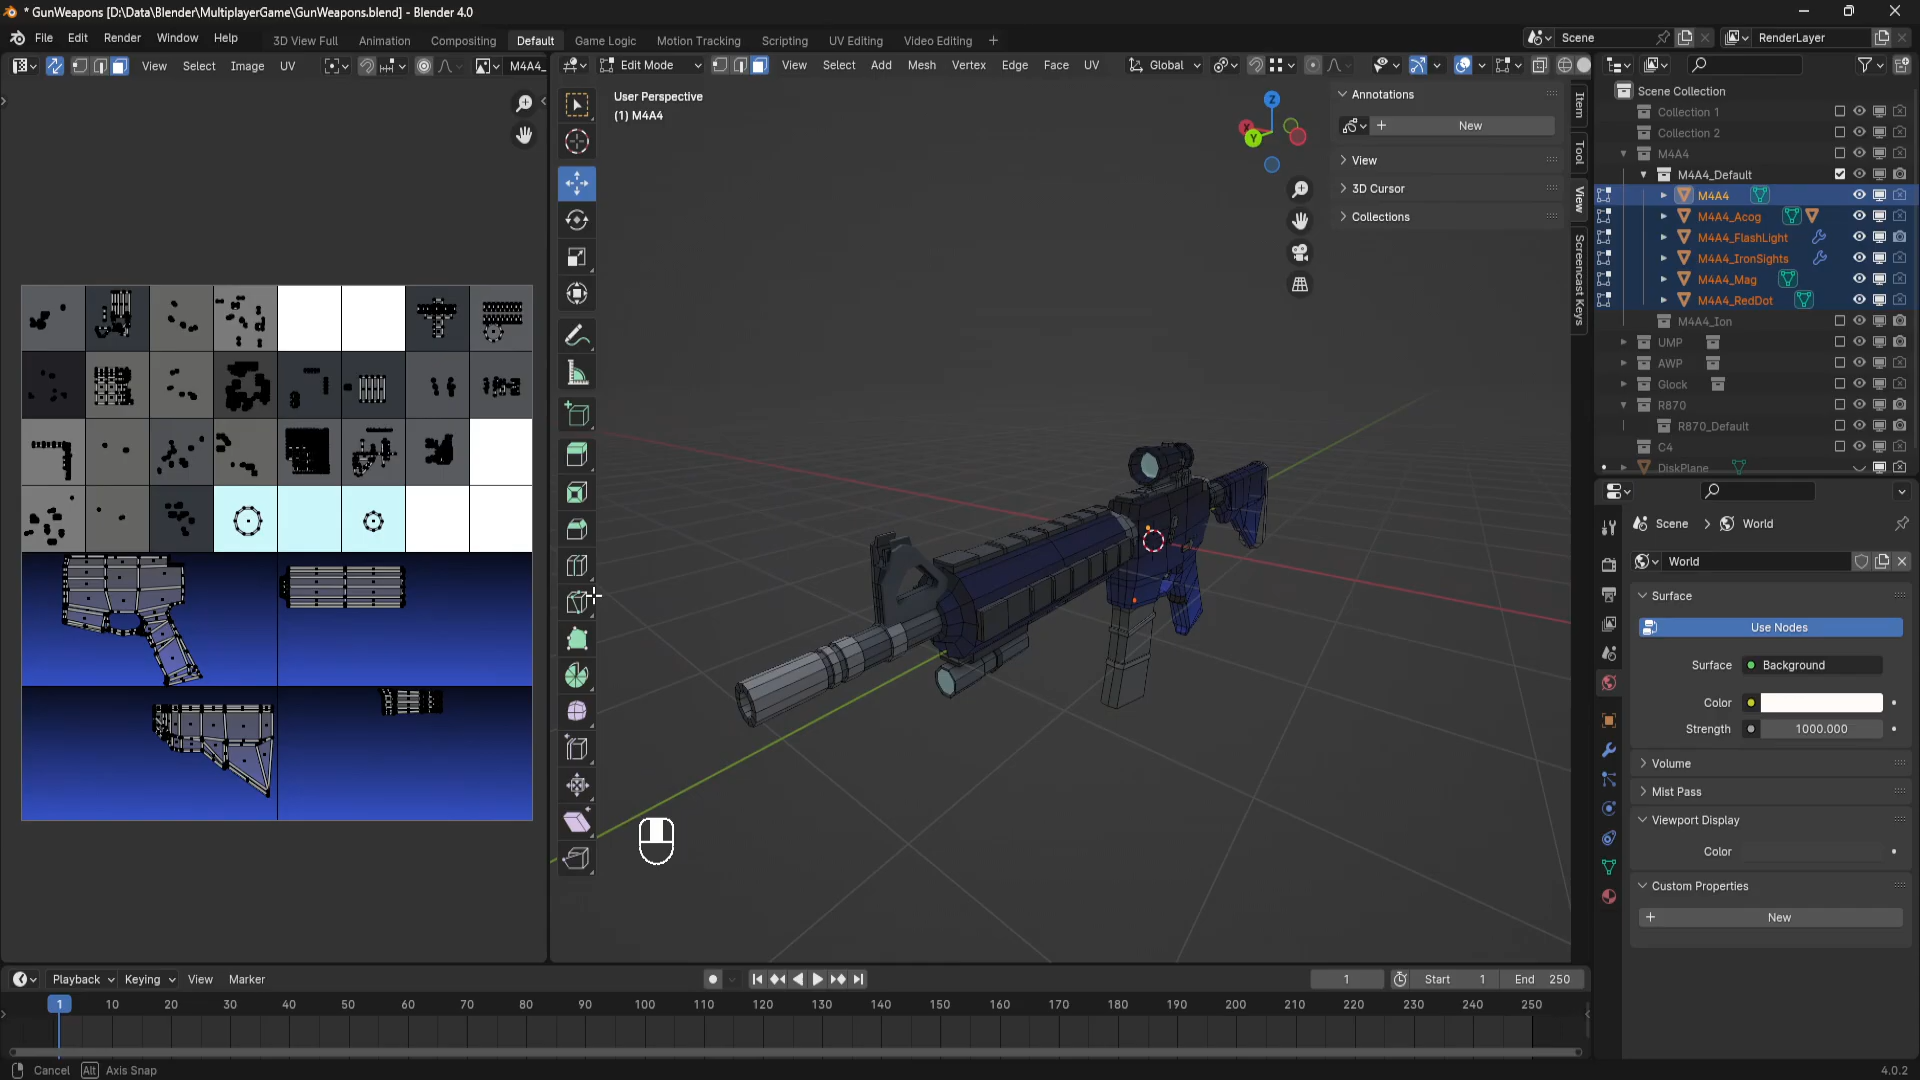 * GunWeapons [D:\Data\Blender\MultiplayerGame\GunWeapons.blend] - Blender 4.0
File Edit Render Window Help 3D View Full Animation Compositing Default Game Logic Motion Tracking Scripting UV Editing Video Editing + Scene RenderLayer
View Select Image UV M4A4_ Edit Mode View Select Add Mesh Vertex Edge Face UV Global
User Perspective
(1) M4A4
Z
X
Y
Annotations
+ New
View
3D Cursor
Collections
Item
Tool
View
Screencast Keys
Scene Collection
Collection 1
Collection 2
M4A4
M4A4_Default
M4A4
M4A4_Acog
M4A4_FlashLight
M4A4_IronSights
M4A4_Mag
M4A4_RedDot
M4A4_Ion
UMP
AWP
Glock
R870
R870_Default
C4
DiskPlane
Scene > World
World
Surface
Use Nodes
Surface Background
Color
Strength 1000.000
Volume
Mist Pass
Viewport Display
Color
Custom Properties
+ New
Playback Keying View Marker 1 Start 1 End 250
1 10 20 30 40 50 60 70 80 90 100 110 120 130 140 150 160 170 180 190 200 210 220 230 240 250
Cancel Alt Axis Snap 4.0.2